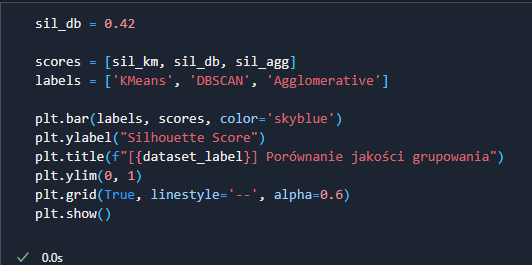 sil_db = 0.42
scores = [sil_km, sil_db, sil_agg]
labels = ['KMeans', 'DBSCAN', 'Agglomerative']
plt.bar(labels, scores, color='skyblue')
plt.ylabel("Silhouette Score")
plt.title(f"[{dataset_label}] Porównanie jakości grupowania")
plt.ylim(0, 1)
plt.grid(True, linestyle='--', alpha=0.6)
plt.show()
0.0s